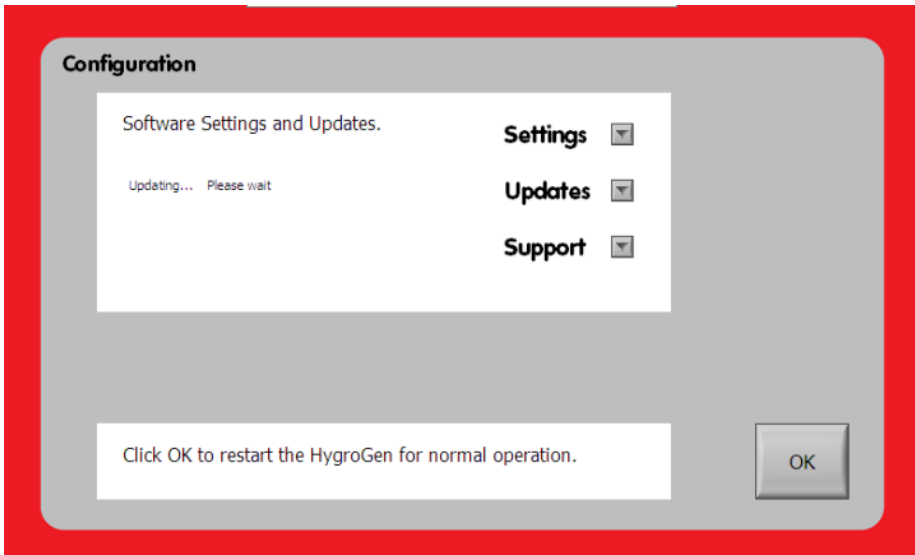 Configuration
Software Settings and Updates.
Settings
Updating... Please wait
Updates
Support
Click OK to restart the HygroGen for normal operation.
OK